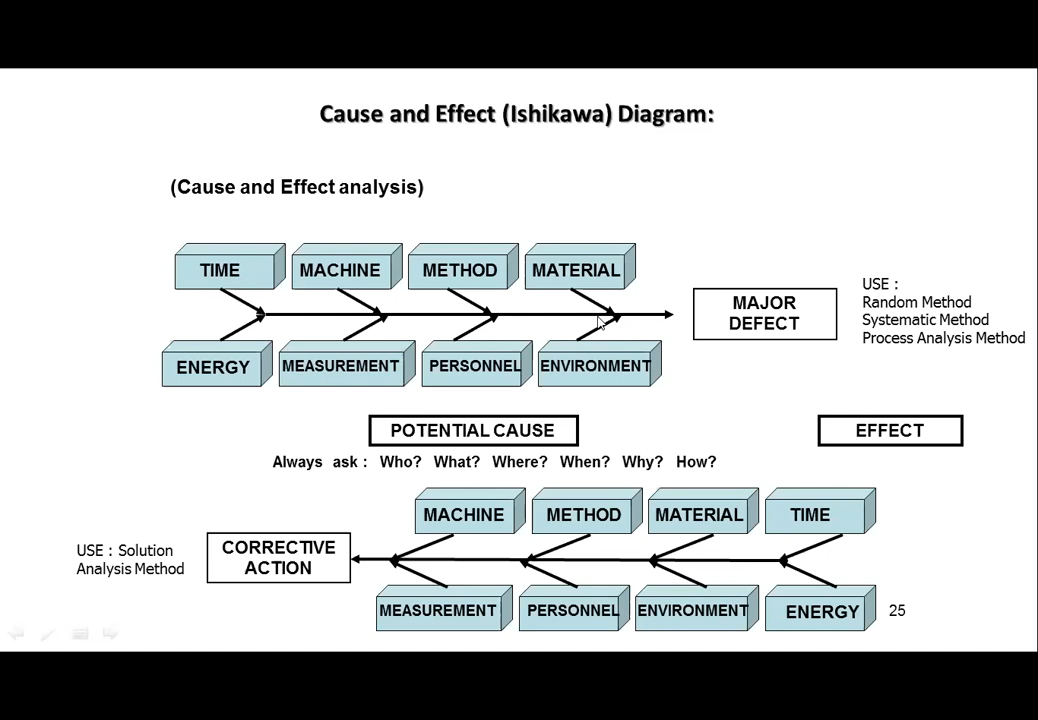 Cause and Effect (Ishikawa) Diagram:
(Cause and Effect analysis)
TIME
MACHINE
METHOD
MATERIAL
MAJOR
DEFECT
USE :
Random Method
Systematic Method
Process Analysis Method
ENERGY
MEASUREMENT
PERSONNEL
ENVIRONMENT
POTENTIAL CAUSE
EFFECT
Always ask : Who? What? Where? When? Why? How?
MACHINE
METHOD
MATERIAL
TIME
USE : Solution
Analysis Method
CORRECTIVE
ACTION
MEASUREMENT
PERSONNEL
ENVIRONMENT
ENERGY
25